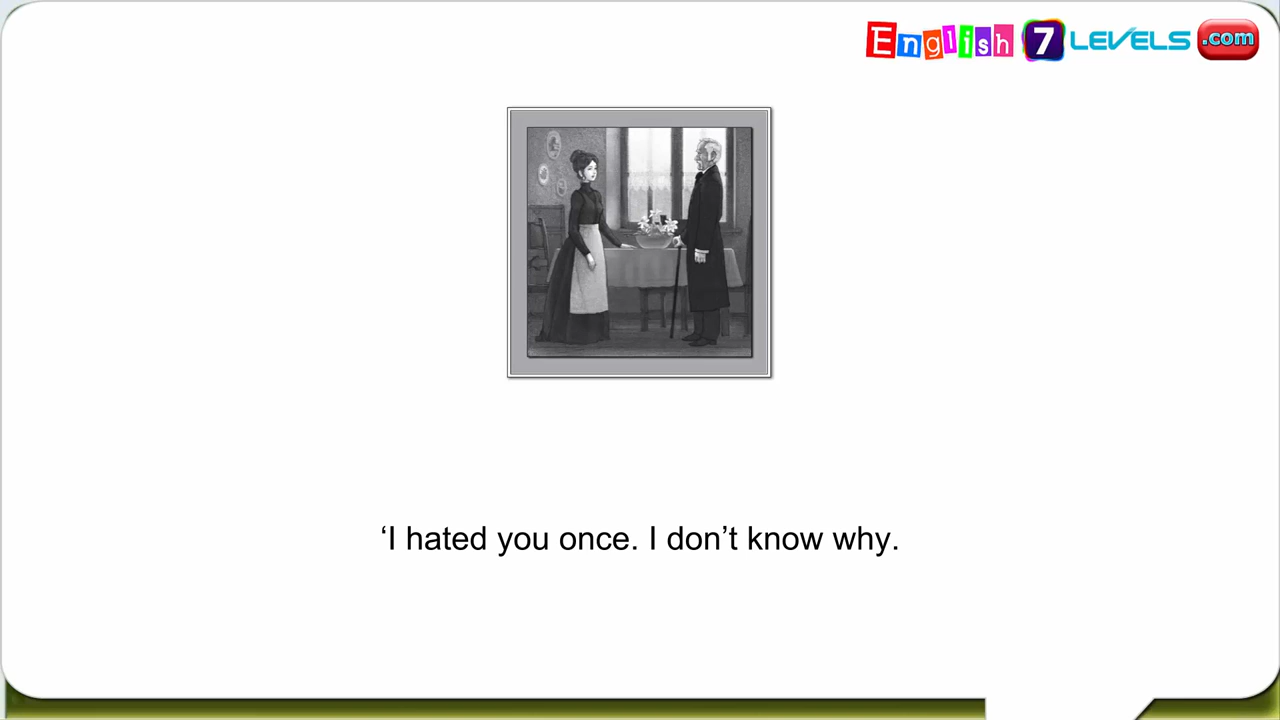 English 7 LEVELS .com
‘I hated you once. I don’t know why.